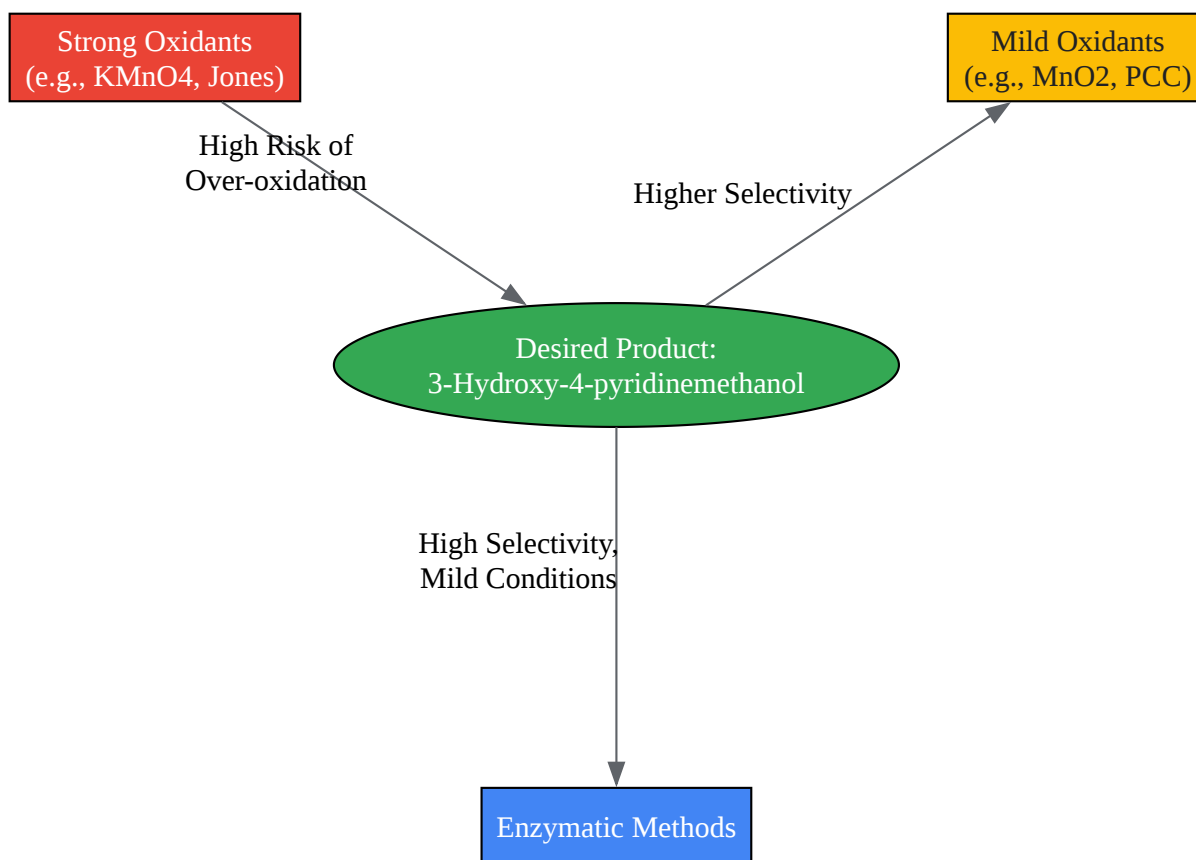 Strong Oxidants
(e.g., KMnO4, Jones)
Mild Oxidants
(e.g., MnO2, PCC)
High Risk of
Over-oxidation
Higher Selectivity
Desired Product:
3-Hydroxy-4-pyridinemethanol
High Selectivity,
Mild Conditions
Enzymatic Methods